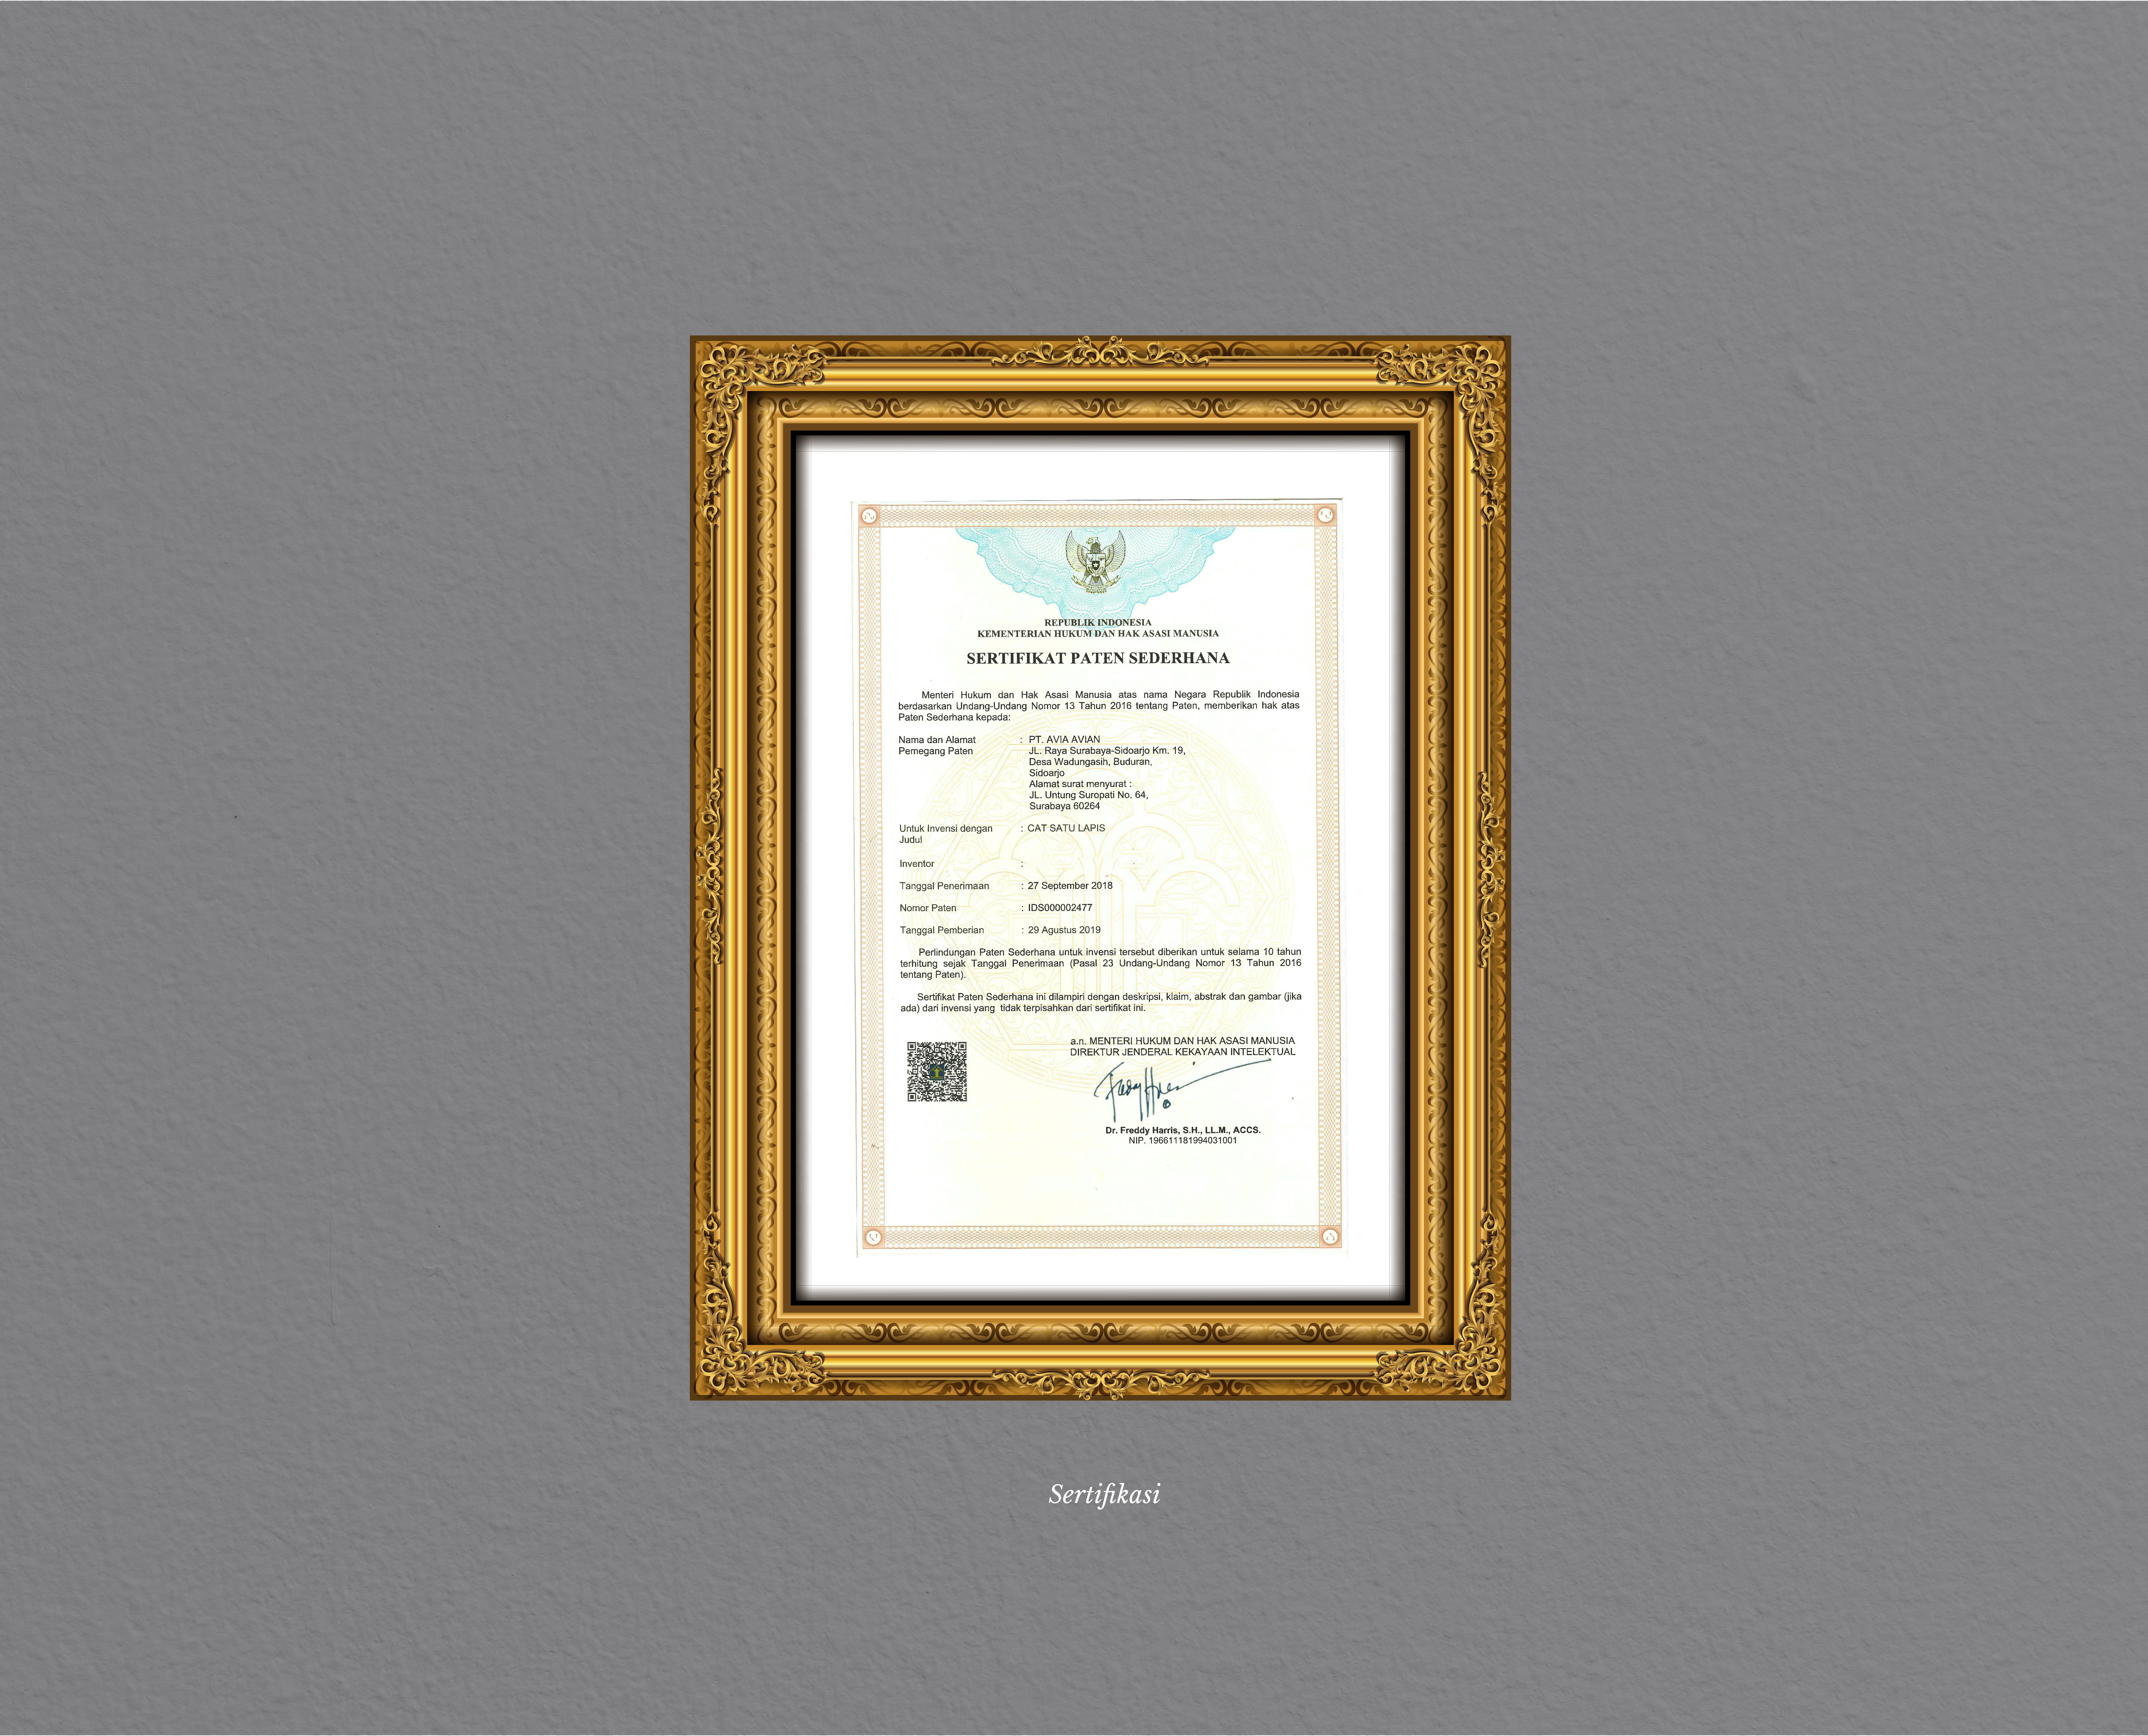 REPUBLIK INDONESIA
KEMENTERIAN HUKUM DAN HAK ASASI MANUSIA
SERTIFIKAT PATEN SEDERHANA
Menteri Hukum dan Hak Asasi Manusia atas nama Negara Republik Indonesia
berdasarkan Undang-Undang Nomor 13 Tahun 2016 tentang Paten, memberikan hak atas
Paten Sederhana kepada:
Nama dan Alamat : PT. AVIA AVIAN
Pemegang Paten JL. Raya Surabaya-Sidoarjo Km. 19,
Desa Wadungasih, Buduran,
Sidoarjo
Alamat surat menyurat :
JL. Untung Suropati No. 64,
Surabaya 60264
Untuk Invensi dengan : CAT SATU LAPIS
Judul
Inventor :
Tanggal Penerimaan : 27 September 2018
Nomor Paten : IDS000002477
Tanggal Pemberian : 29 Agustus 2019
Perlindungan Paten Sederhana untuk invensi tersebut diberikan untuk selama 10 tahun
terhitung sejak Tanggal Penerimaan (Pasal 23 Undang-Undang Nomor 13 Tahun 2016
tentang Paten).
Sertifikat Paten Sederhana ini dilampiri dengan deskripsi, klaim, abstrak dan gambar (jika
ada) dari invensi yang tidak terpisahkan dari sertifikat ini.
a.n. MENTERI HUKUM DAN HAK ASASI MANUSIA
DIREKTUR JENDERAL KEKAYAAN INTELEKTUAL
Dr. Freddy Harris, S.H., LL.M., ACCS.
NIP. 196611181994031001
Sertifikasi